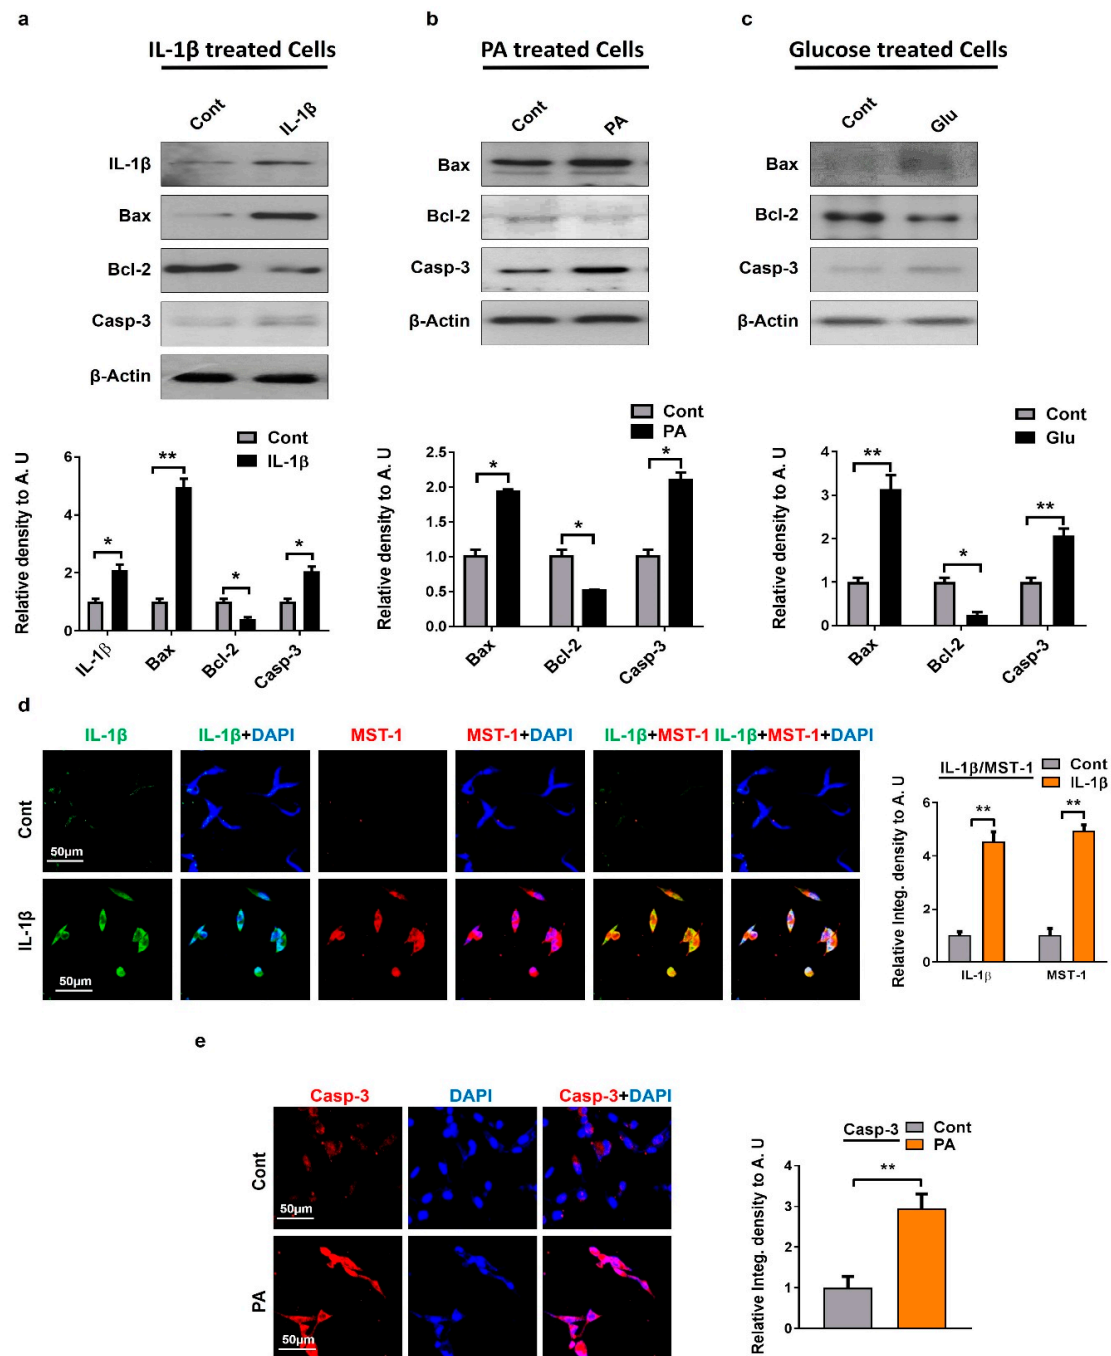 a
b
c
IL-1β treated Cells
PA treated Cells
Glucose treated Cells
Cont
IL-1β
Cont
PA
Cont
Glu
IL-1β
Bax
Bcl-2
Casp-3
β-Actin
Bax
Bcl-2
Casp-3
β-Actin
Bax
Bcl-2
Casp-3
β-Actin
Relative density to A. U
6
4
2
0
Cont
IL-1β
*
**
*
*
IL-1β
Bax
Bcl-2
Casp-3
Relative density to A. U
2.5
2.0
1.5
1.0
0.5
0.0
Cont
PA
*
*
*
Bax
Bcl-2
Casp-3
Relative density to A. U
4
3
2
1
0
Cont
Glu
**
*
**
Bax
Bcl-2
Casp-3
d
IL-1β
IL-1β+DAPI
MST-1
MST-1+DAPI
IL-1β+MST-1
IL-1β+MST-1+DAPI
Cont
50µm
IL-1β
50µm
IL-1β/MST-1
Cont
IL-1β
Relative Integ. density to A. U
6
4
2
0
**
**
IL-1β
MST-1
e
Casp-3
DAPI
Casp-3+DAPI
Cont
50µm
PA
50µm
Casp-3
Cont
PA
Relative Integ. density to A. U
4
3
2
1
0
**